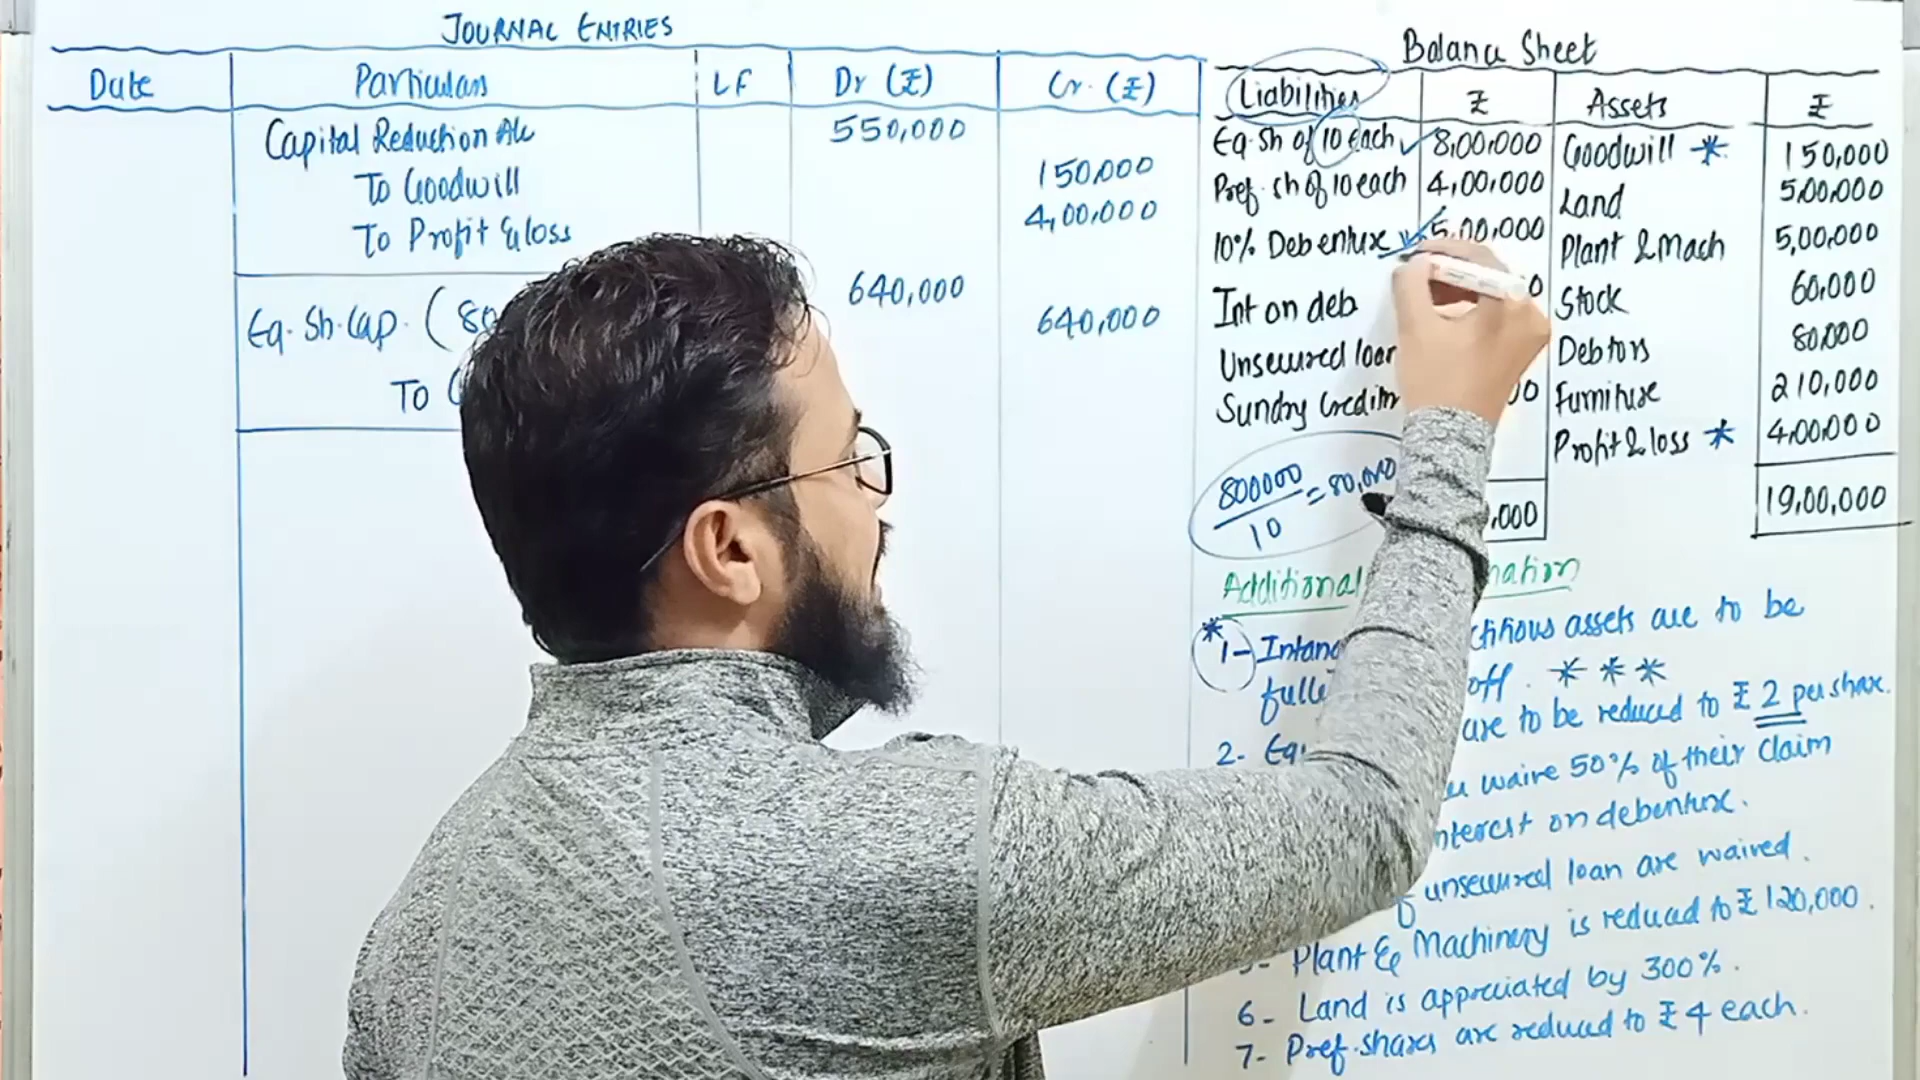 JOURNAL ENTRIES
Date Particulars LF Dr (₹) Cr. (₹)
Capital Reduction A/c 550,000
To Goodwill 150,000
To Profit & loss 4,00,000
Eq. Sh. Cap. (80 640,000
To 640,000
Balance Sheet
Liabilities ₹ Assets ₹
Eq. Sh of 10 each ✓ 8,00,000 Goodwill * 150,000
Pref. sh of 10 each 4,00,000 Land 5,00,000
10% Debenture 5,00,000 Plant & Mach 5,00,000
Int on deb 0 Stock 60,000
Unsecured loan Debtors 80,000
Sundry Creditors 00 Furniture 210,000
Profit & loss * 4,00,000
,000 19,00,000
800000/10 = 80,000
Additional
* 1- fictitious assets are to be
off. * * *
2- are to be reduced to ₹ 2 per share.
waive 50% of their claim
interest on debenture.
unsecured loan are waived.
Plant & Machinery is reduced to ₹ 120,000.
6- Land is appreciated by 300%.
7- Pref. shares are reduced to ₹ 4 each.